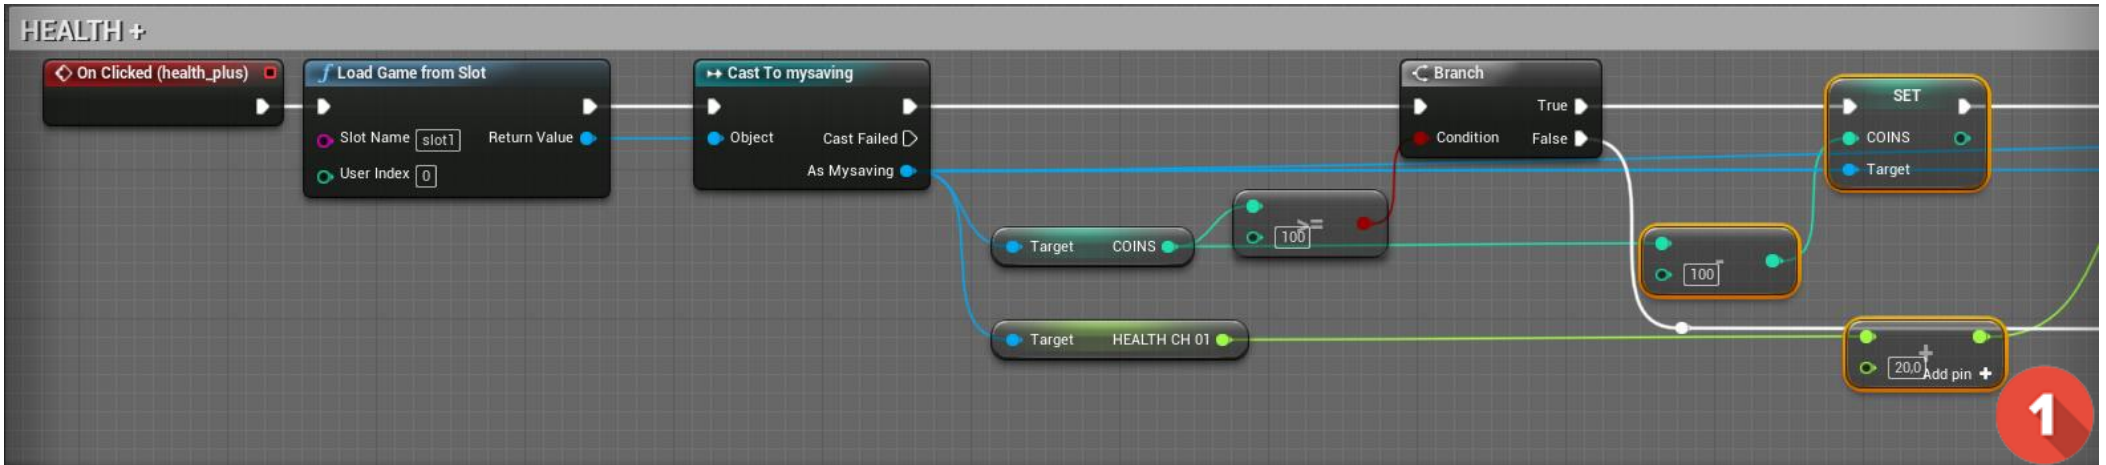 HEALTH +
On Clicked (health_plus)
Load Game from Slot
Slot Name slot1 Return Value
User Index 0
Cast To mysaving
Object Cast Failed
As Mysaving
Target COINS
Target HEALTH CH 01
>=
100
Branch
True
Condition False
-
100
SET
COINS
Target
+
20,0 Add pin +
1